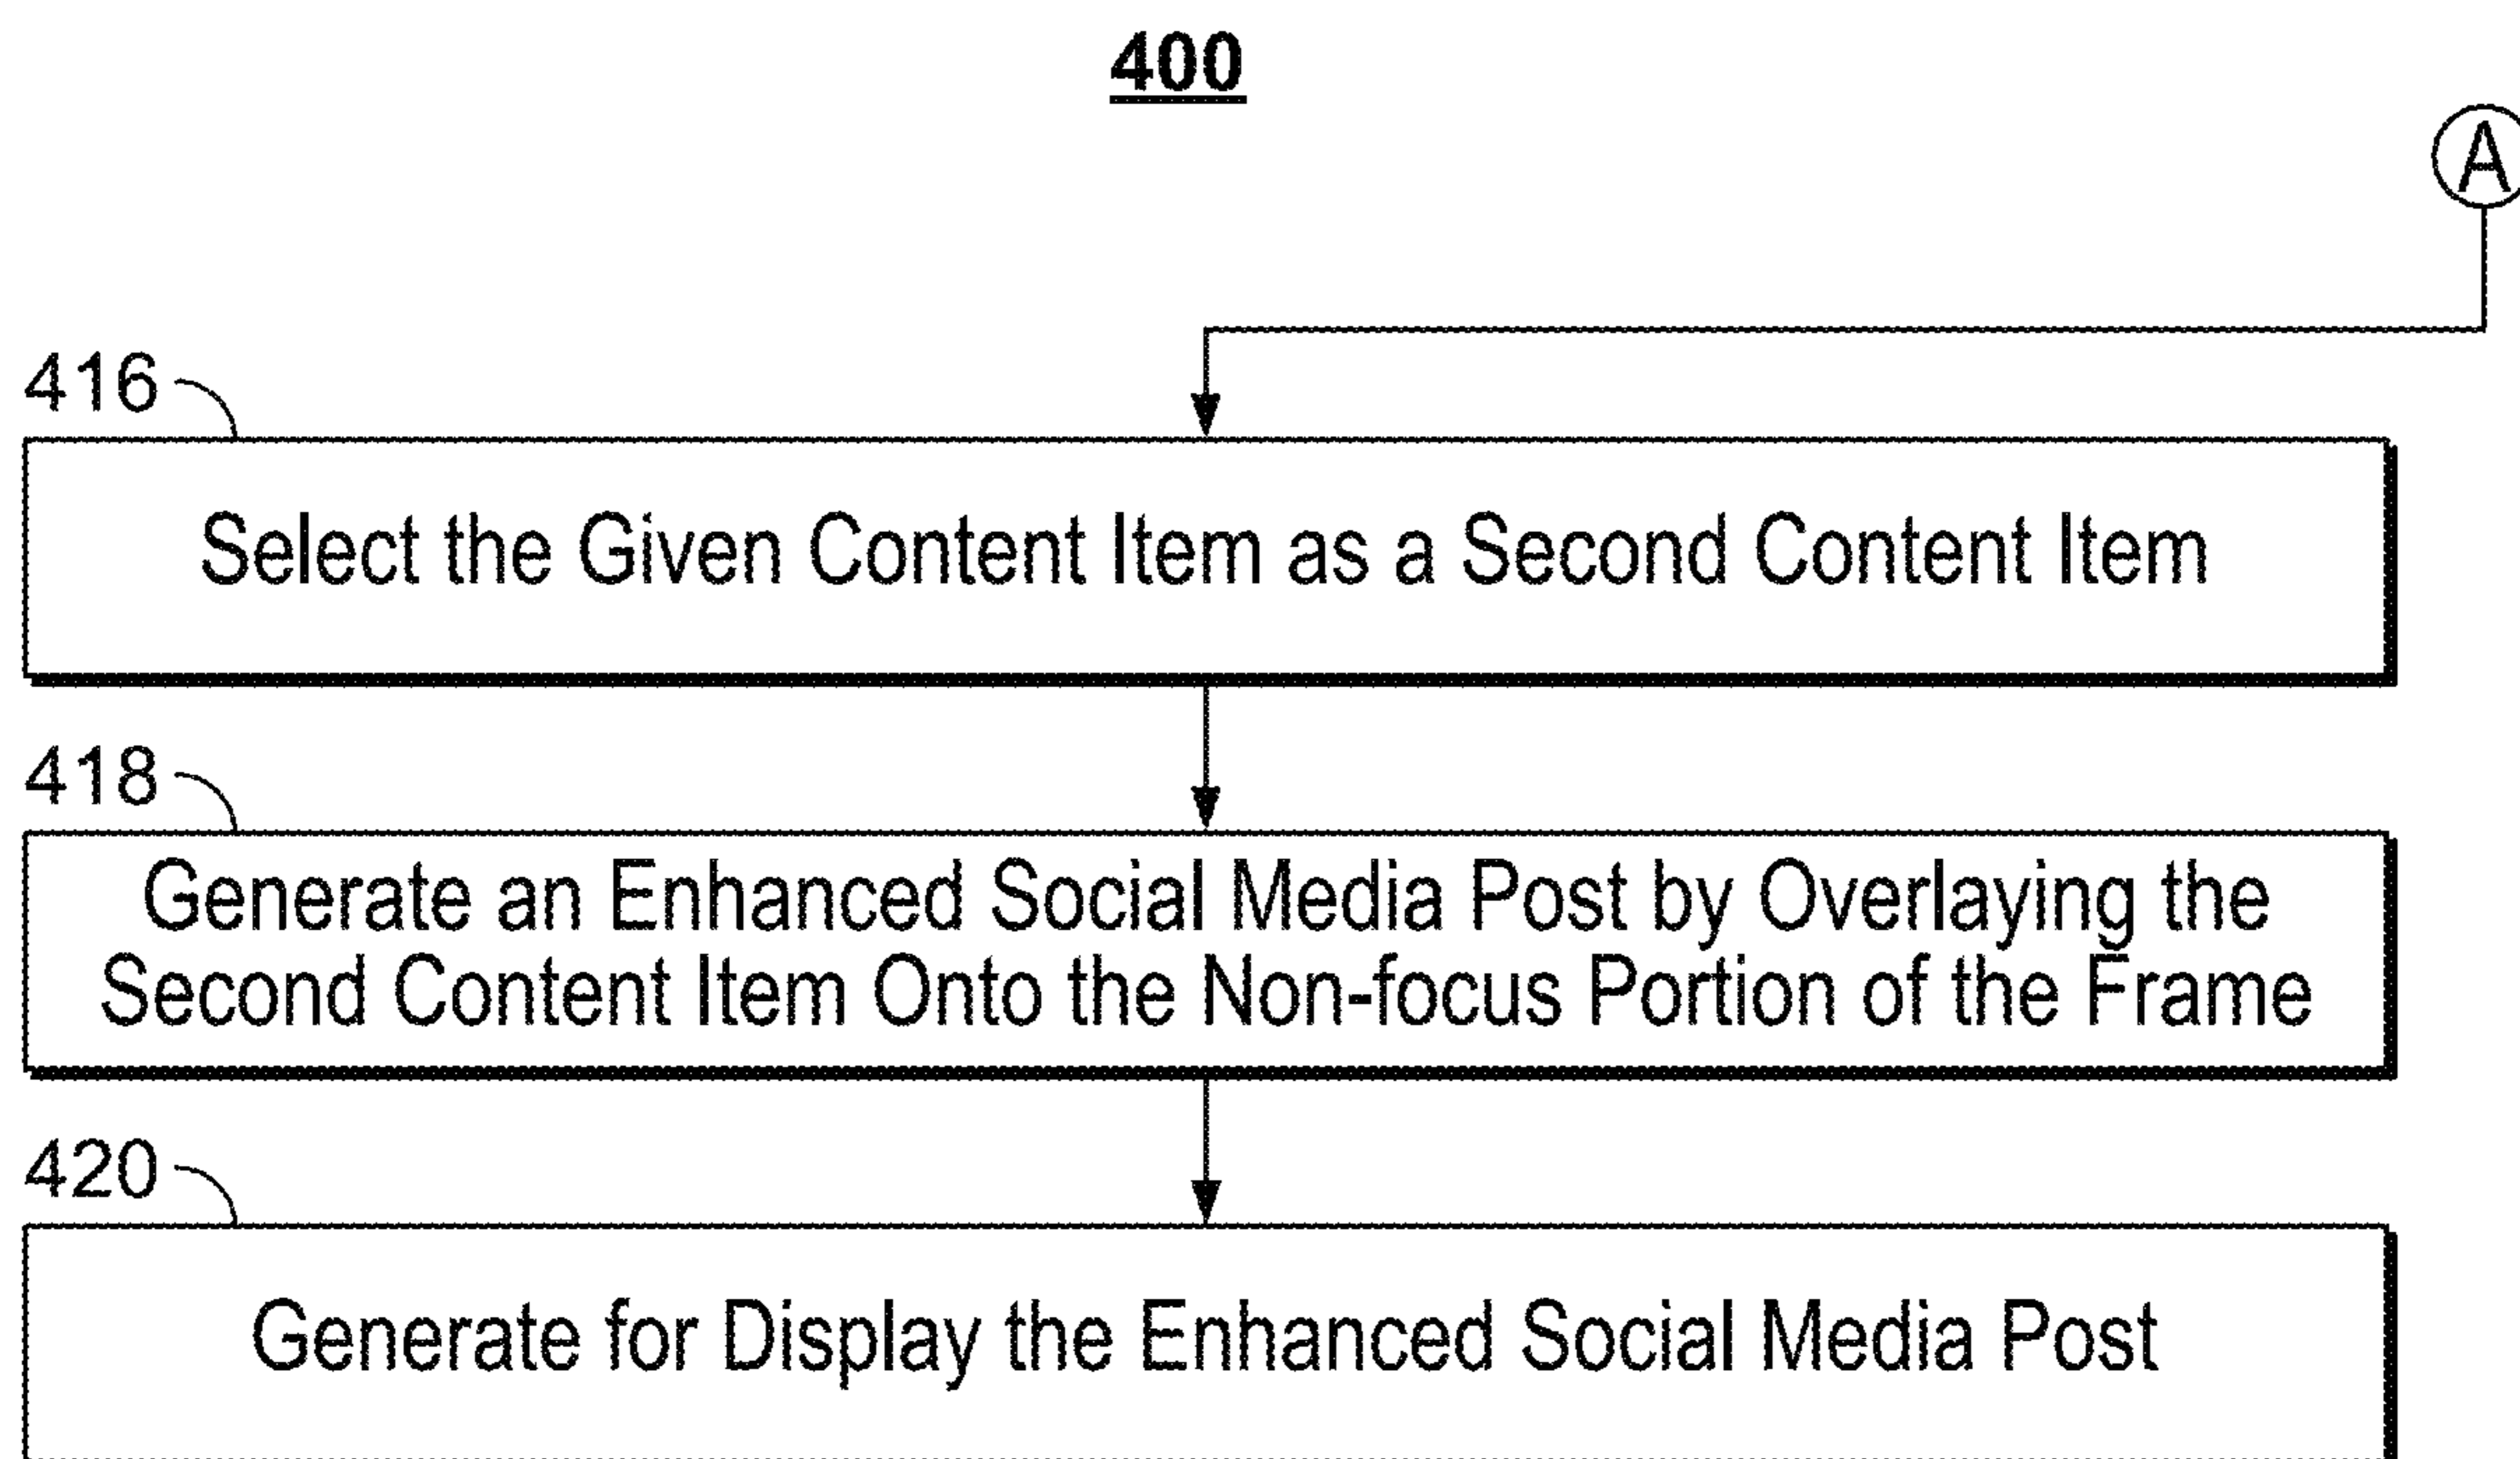 400
A
416
Select the Given Content Item as a Second Content Item
418
Generate an Enhanced Social Media Post by Overlaying the
Second Content Item Onto the Non-focus Portion of the Frame
420
Generate for Display the Enhanced Social Media Post